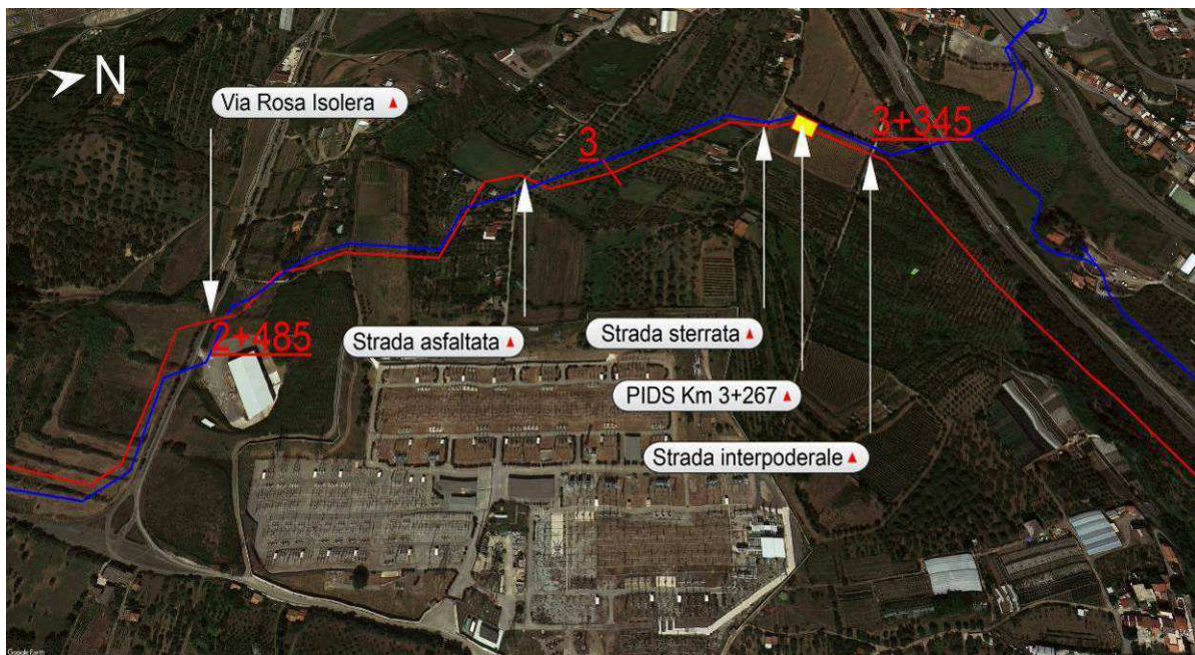 N
Via Rosa Isolera
3
3+345
2+485
Strada asfaltata
Strada sterrata
PIDS Km 3+267
Strada interpoderale
Google Earth